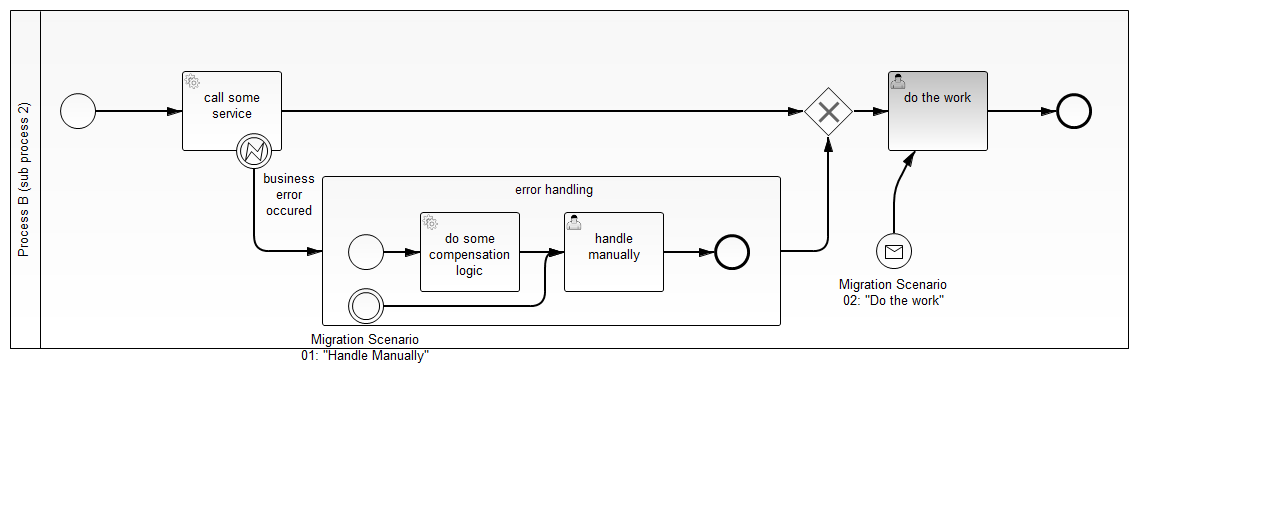 Process B (sub process 2)
call some
service
do the work
business
error
occured
error handling
do some
compensation
logic
handle
manually
Migration Scenario
02: "Do the work"
Migration Scenario
01: "Handle Manually"